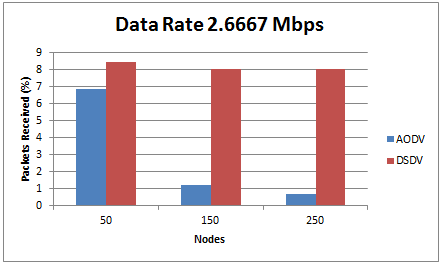 Data Rate 2.6667 Mbps
Packets Received (%)
9
8
7
6
5
4
3
2
1
0
50
150
250
Nodes
AODV
DSDV